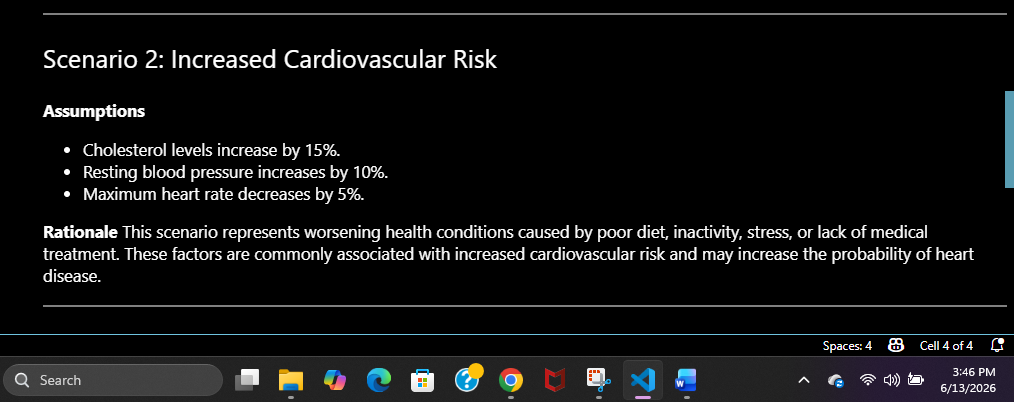 Scenario 2: Increased Cardiovascular Risk
Assumptions
• Cholesterol levels increase by 15%.
• Resting blood pressure increases by 10%.
• Maximum heart rate decreases by 5%.
Rationale This scenario represents worsening health conditions caused by poor diet, inactivity, stress, or lack of medical
treatment. These factors are commonly associated with increased cardiovascular risk and may increase the probability of heart
disease.
Spaces: 4 Cell 4 of 4
Search
3:46 PM
6/13/2026